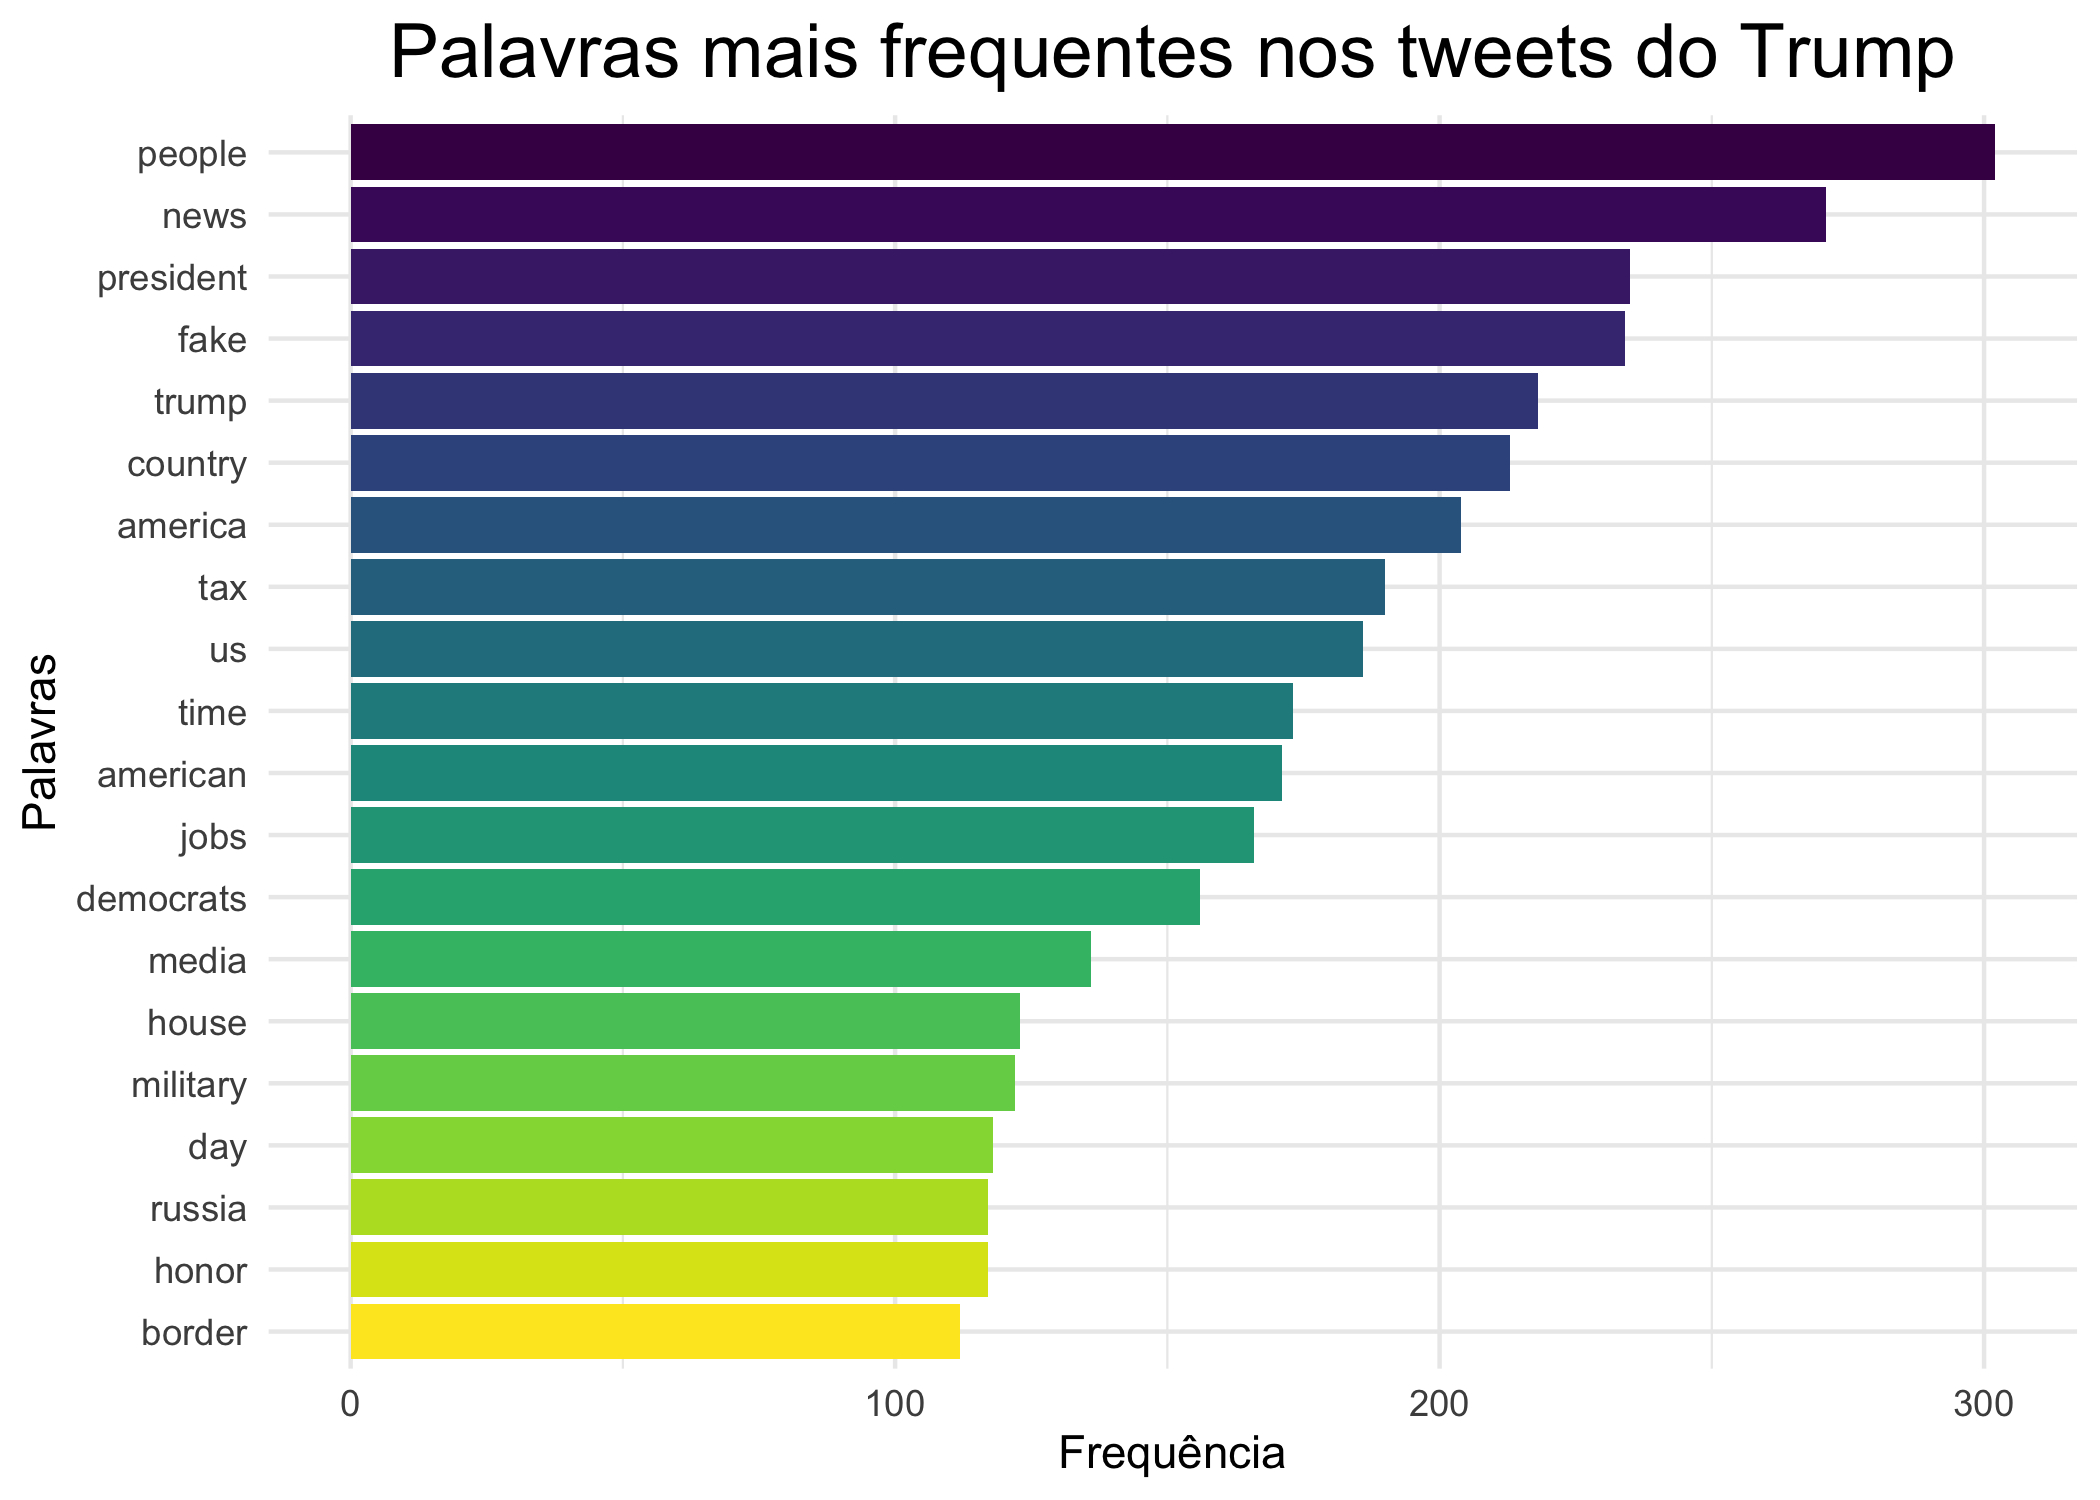 Palavras mais frequentes nos tweets do Trump
Palavras
people
news
president
fake
trump
country
america
tax
us
time
american
jobs
democrats
media
house
military
day
russia
honor
border
0 100 200 300
Frequência